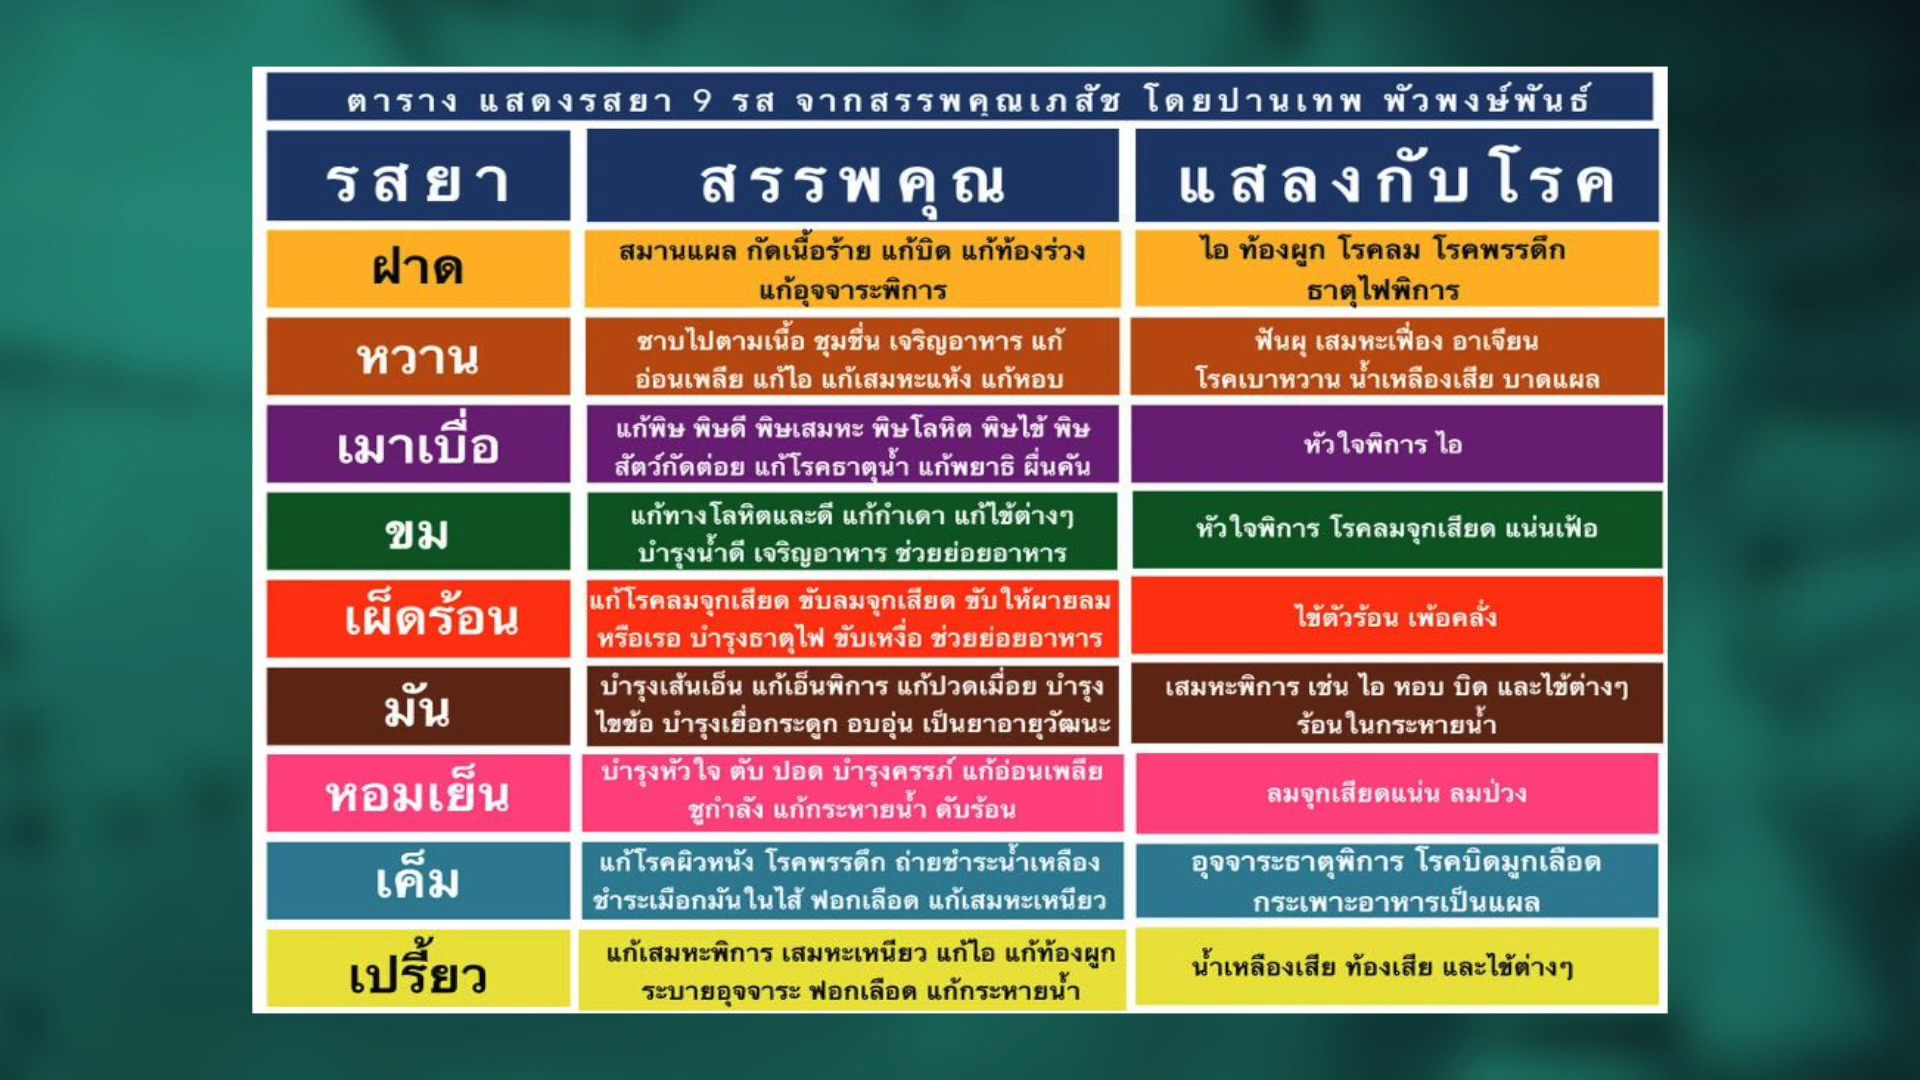 ตาราง แสดงรสยา 9 รส จากสรรพคุณเภสัช โดยปานเทพ พัวพงษ์พันธ์
รสยา
สรรพคุณ
แสลงกับโรค
ฝาด
สมานแผล กัดเนื้อร้าย แก้บิด แก้ท้องร่วง
แก้อุจจาระพิการ
ไอ ท้องผูก โรคลม โรคพรรดึก
ธาตุไฟพิการ
หวาน
ซาบไปตามเนื้อ ชุมชื่น เจริญอาหาร แก้
อ่อนเพลีย แก้ไอ แก้เสมหะแห้ง แก้หอบ
ฟันผุ เสมหะเฟื่อง อาเจียน
โรคเบาหวาน น้ำเหลืองเสีย บาดแผล
เมาเบื่อ
แก้พิษ พิษดี พิษเสมหะ พิษโลหิต พิษไข้ พิษ
สัตว์กัดต่อย แก้โรคธาตุน้ำ แก้พยาธิ ผื่นคัน
หัวใจพิการ ไอ
ขม
แก้ทางโลหิตและดี แก้กำเดา แก้ไข้ต่างๆ
บำรุงน้ำดี เจริญอาหาร ช่วยย่อยอาหาร
หัวใจพิการ โรคลมจุกเสียด แน่นเฟ้อ
เผ็ดร้อน
แก้โรคลมจุกเสียด ขับลมจุกเสียด ขับให้ผายลม
หรือเรอ บำรุงธาตุไฟ ขับเหงื่อ ช่วยย่อยอาหาร
ไข้ตัวร้อน เพ้อคลั่ง
มัน
บำรุงเส้นเอ็น แก้เอ็นพิการ แก้ปวดเมื่อย บำรุง
ไขข้อ บำรุงเยื่อกระดูก อบอุ่น เป็นยาอายุวัฒนะ
เสมหะพิการ เช่น ไอ หอบ บิด และไข้ต่างๆ
ร้อนในกระหายน้ำ
หอมเย็น
บำรุงหัวใจ ตับ ปอด บำรุงครรภ์ แก้อ่อนเพลีย
ชูกำลัง แก้กระหายน้ำ ดับร้อน
ลมจุกเสียดแน่น ลมป่วง
เค็ม
แก้โรคผิวหนัง โรคพรรดึก ถ่ายชำระน้ำเหลือง
ชำระเมือกมันในไส้ ฟอกเลือด แก้เสมหะเหนียว
อุจจาระธาตุพิการ โรคบิดมูกเลือด
กระเพาะอาหารเป็นแผล
เปรี้ยว
แก้เสมหะพิการ เสมหะเหนียว แก้ไอ แก้ท้องผูก
ระบายอุจจาระ ฟอกเลือด แก้กระหายน้ำ
น้ำเหลืองเสีย ท้องเสีย และไข้ต่างๆ